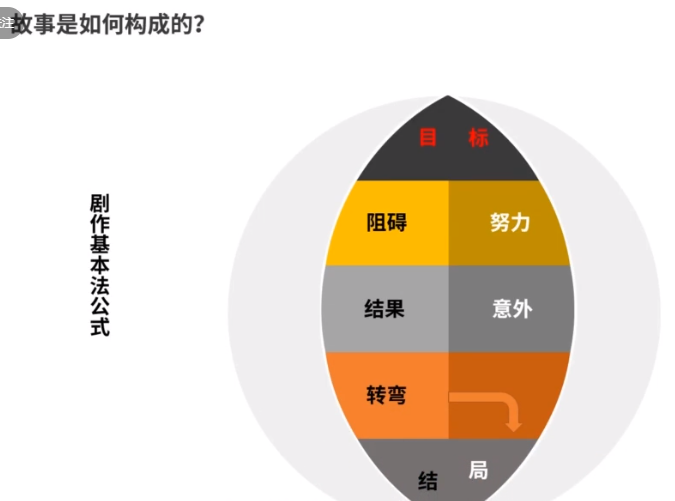 注
故事是如何构成的？
剧作基本法公式
目 标
阻碍 努力
结果 意外
转弯
结 局